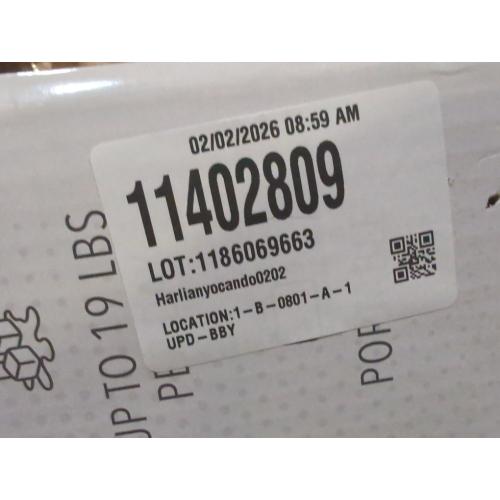 02/02/2026 08:59 AM
11402809
LOT:1186069663
Harlianyocando0202
LOCATION:1-B-0801-A-1
UPD-BBY
UP TO 19 LBS